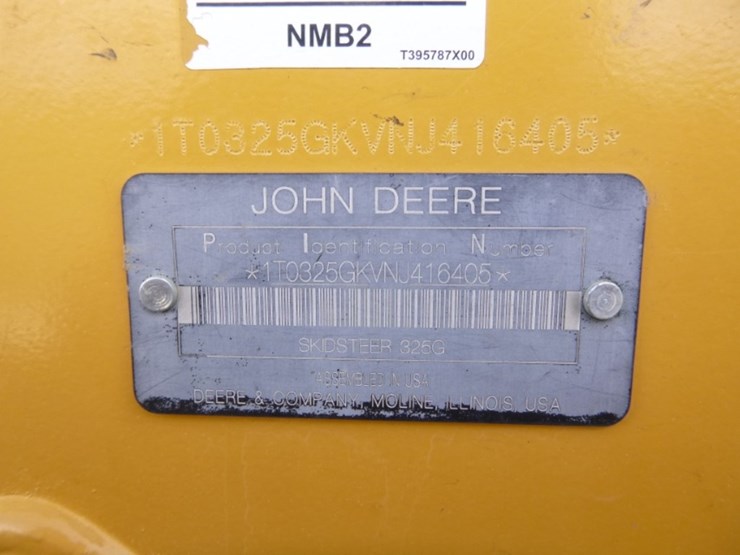 NMB2
T395787X00
*1T0325GKVNJ416405*
JOHN DEERE
Product Identification Number
*1T0325GKVNJ416405*
SKIDSTEER 325G
ASSEMBLED IN USA
DEERE & COMPANY MOLINE, ILLINOIS USA